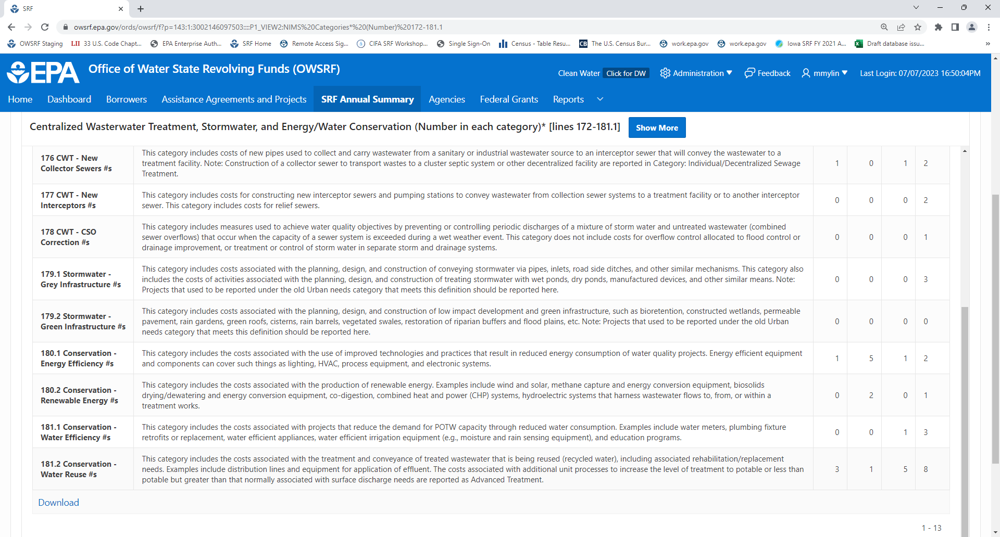 SRF
owsrf.epa.gov/ords/owsrf/f?p=143:1:3002146097503::::P1_VIEW2:NIMS%20Categories*%20(Number)%20172-181.1
OWSRF Staging LII 33 U.S. Code Chapt... EPA Enterprise Auth... SRF Home Remote Access Sig... CIFA SRF Workshop... Single Sign-On Census - Table Resu... CB The U.S. Census Bur... work.epa.gov work.epa.gov Iowa SRF FY 2021 A... Draft database issu... »
EPA Office of Water State Revolving Funds (OWSRF)
Clean Water Click for DW Administration Feedback mmylin Last Login: 07/07/2023 16:50:04PM
Home Dashboard Borrowers Assistance Agreements and Projects SRF Annual Summary Agencies Federal Grants Reports
Centralized Wasterwater Treatment, Stormwater, and Energy/Water Conservation (Number in each category)* [lines 172-181.1] Show More
176 CWT - New
Collector Sewers #s
This category includes costs of new pipes used to collect and carry wastewater from a sanitary or industrial wastewater source to an interceptor sewer that will convey the wastewater to a
treatment facility. Note: Construction of a collector sewer to transport wastes to a cluster septic system or other decentralized facility are reported in Category: Individual/Decentralized Sewage
Treatment.
1 0 1 2
177 CWT - New
Interceptors #s
This category includes costs for constructing new interceptor sewers and pumping stations to convey wastewater from collection sewer systems to a treatment facility or to another interceptor
sewer. This category includes costs for relief sewers.
0 0 0 2
178 CWT - CSO
Correction #s
This category includes measures used to achieve water quality objectives by preventing or controlling periodic discharges of a mixture of storm water and untreated wastewater (combined
sewer overflows) that occur when the capacity of a sewer system is exceeded during a wet weather event. This category does not include costs for overflow control allocated to flood control or
drainage improvement, or treatment or control of storm water in separate storm and drainage systems.
0 0 0 1
179.1 Stormwater -
Grey Infrastructure #s
This category includes costs associated with the planning, design, and construction of conveying stormwater via pipes, inlets, road side ditches, and other similar mechanisms. This category also
includes the costs of activities associated with the planning, design, and construction of treating stormwater with wet ponds, dry ponds, manufactured devices, and other similar means. Note:
Projects that used to be reported under the old Urban needs category that meets this definition should be reported here.
0 0 0 3
179.2 Stormwater -
Green Infrastructure #s
This category includes costs associated with the planning, design, and construction of low impact development and green infrastructure, such as bioretention, constructed wetlands, permeable
pavement, rain gardens, green roofs, cisterns, rain barrels, vegetated swales, restoration of riparian buffers and flood plains, etc. Note: Projects that used to be reported under the old Urban
needs category that meets this definition should be reported here.
0 0 0 0
180.1 Conservation -
Energy Efficiency #s
This category includes the costs associated with the use of improved technologies and practices that result in reduced energy consumption of water quality projects. Energy efficient equipment
and components can cover such things as lighting, HVAC, process equipment, and electronic systems.
1 5 1 2
180.2 Conservation -
Renewable Energy #s
This category includes the costs associated with the production of renewable energy. Examples include wind and solar, methane capture and energy conversion equipment, biosolids
drying/dewatering and energy conversion equipment, co-digestion, combined heat and power (CHP) systems, hydroelectric systems that harness wastewater flows to, from, or within a
treatment works.
0 2 0 1
181.1 Conservation -
Water Efficiency #s
This category includes the costs associated with projects that reduce the demand for POTW capacity through reduced water consumption. Examples include water meters, plumbing fixture
retrofits or replacement, water efficient appliances, water efficient irrigation equipment (e.g., moisture and rain sensing equipment), and education programs.
0 0 1 3
181.2 Conservation -
Water Reuse #s
This category includes the costs associated with the treatment and conveyance of treated wastewater that is being reused (recycled water), including associated rehabilitation/replacement
needs. Examples include distribution lines and equipment for application of effluent. The costs associated with additional unit processes to increase the level of treatment to potable or less than
potable but greater than that normally associated with surface discharge needs are reported as Advanced Treatment.
3 1 5 8
Download
1 - 13